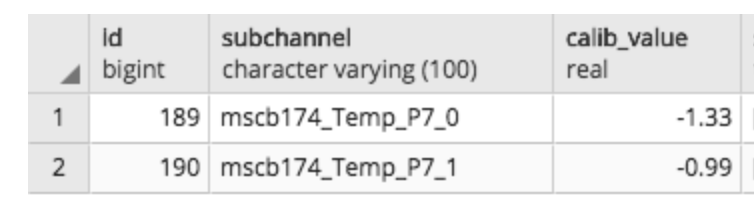 id subchannel calib_value
bigint character varying (100) real
1 189 mscb174_Temp_P7_0 -1.33
2 190 mscb174_Temp_P7_1 -0.99